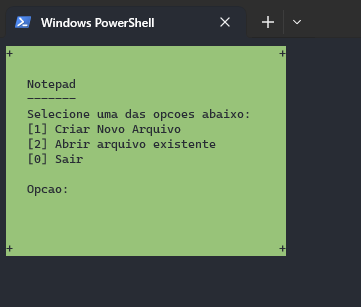 Windows PowerShell
+ +
Notepad
-------
Selecione uma das opcoes abaixo:
[1] Criar Novo Arquivo
[2] Abrir arquivo existente
[0] Sair
Opcao:
+ +